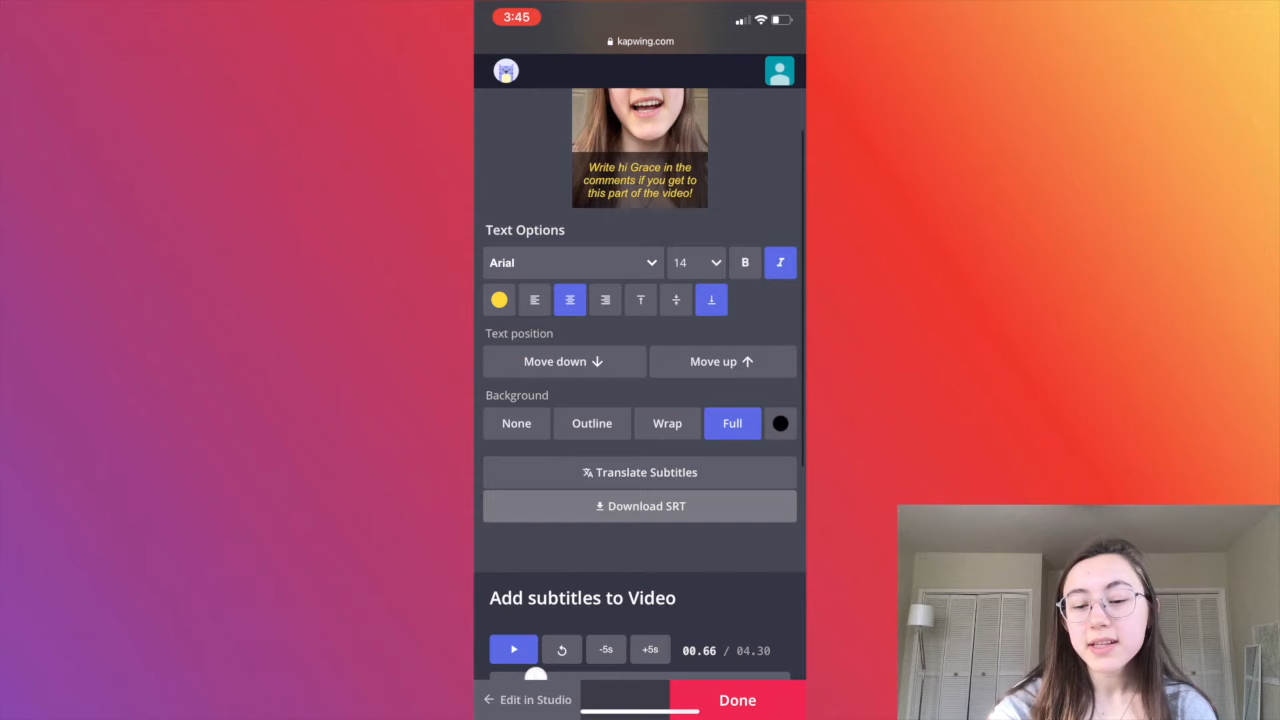 3:45
kapwing.com
Write hi Grace in the
comments if you get to
this part of the video!
Text Options
Arial
14
B
I
Text position
Move down
Move up
Background
None
Outline
Wrap
Full
Translate Subtitles
Download SRT
Add subtitles to Video
-5s
+5s
00.66 / 04.30
Edit in Studio
Done